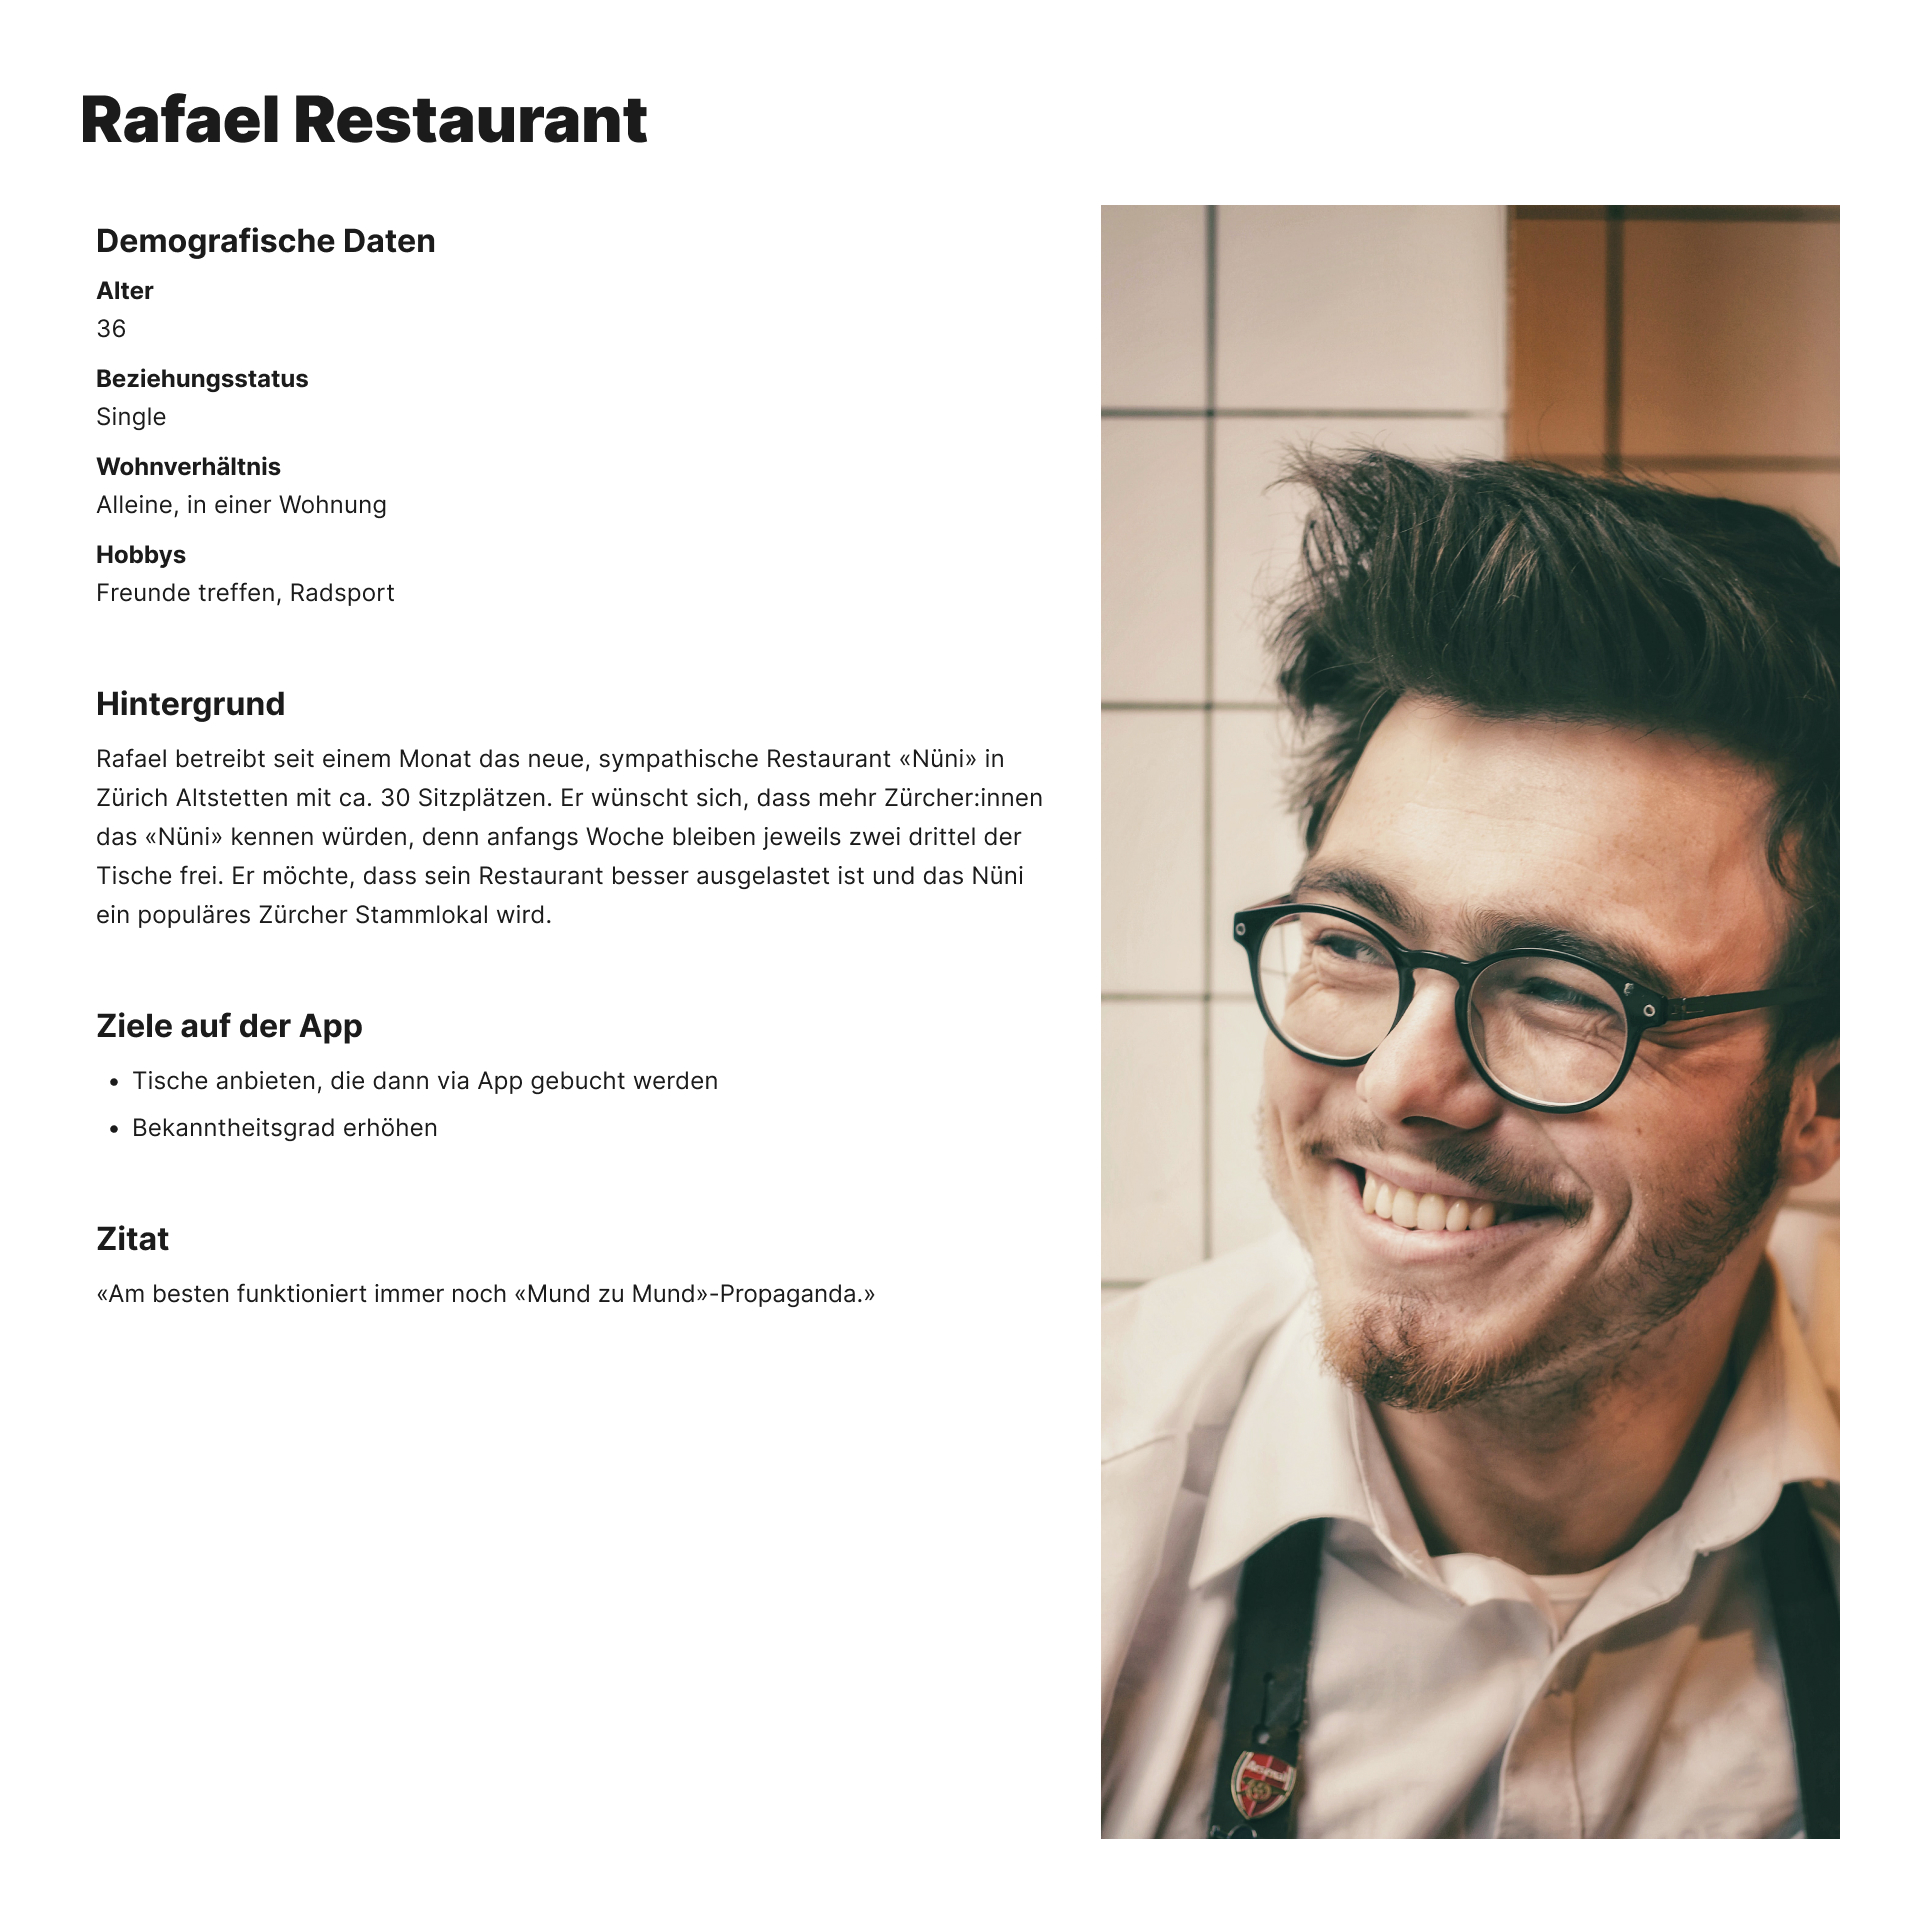 Rafael Restaurant
Demografische Daten
Alter
36
Beziehungsstatus
Single
Wohnverhältnis
Alleine, in einer Wohnung
Hobbys
Freunde treffen, Radsport
Hintergrund
Rafael betreibt seit einem Monat das neue, sympathische Restaurant «Nüni» in
Zürich Altstetten mit ca. 30 Sitzplätzen. Er wünscht sich, dass mehr Zürcher:innen
das «Nüni» kennen würden, denn anfangs Woche bleiben jeweils zwei drittel der
Tische frei. Er möchte, dass sein Restaurant besser ausgelastet ist und das Nüni
ein populäres Zürcher Stammlokal wird.
Ziele auf der App
• Tische anbieten, die dann via App gebucht werden
• Bekanntheitsgrad erhöhen
Zitat
«Am besten funktioniert immer noch «Mund zu Mund»-Propaganda.»
Arsenal